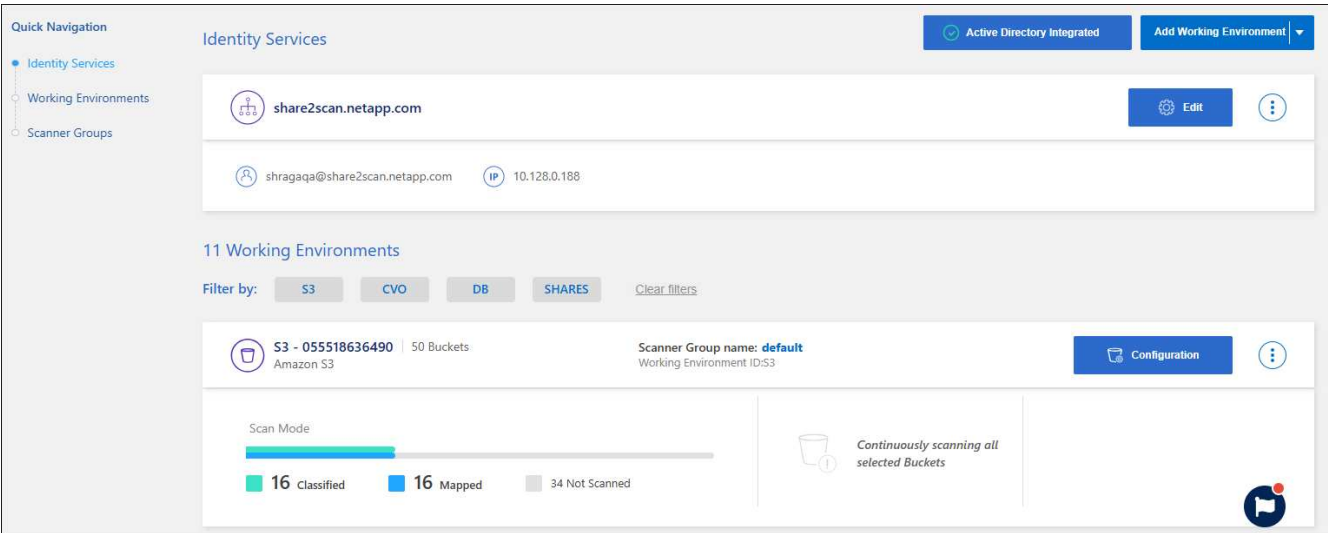 Quick Navigation
Identity Services
Working Environments
Scanner Groups
Identity Services
Active Directory Integrated
Add Working Environment
share2scan.netapp.com
Edit
shragaqa@share2scan.netapp.com
IP 10.128.0.188
11 Working Environments
Filter by: S3 CVO DB SHARES Clear filters
S3 - 055518636490 50 Buckets
Amazon S3
Scanner Group name: default
Working Environment ID:S3
Configuration
Scan Mode
16 Classified 16 Mapped 34 Not Scanned
Continuously scanning all
selected Buckets